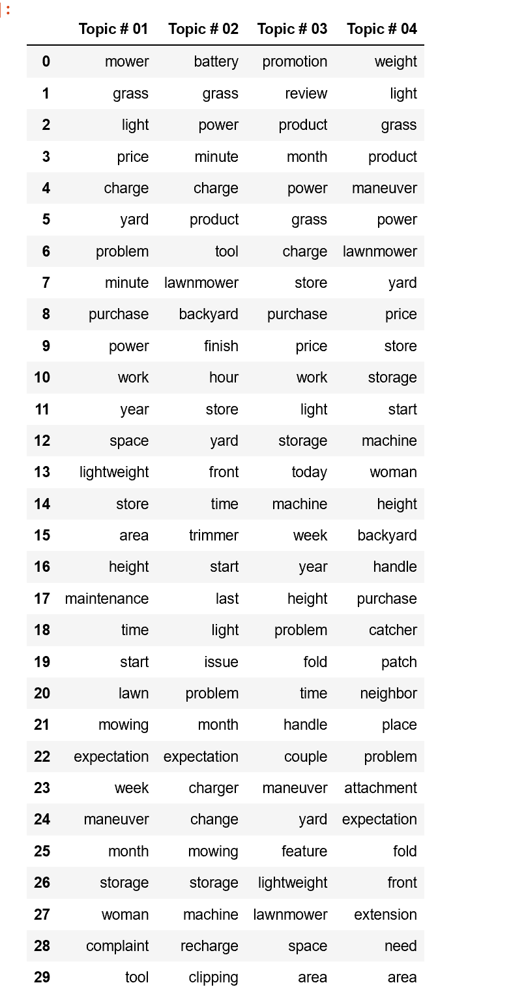 ]:
Topic # 01 Topic # 02 Topic # 03 Topic # 04
0 mower battery promotion weight
1 grass grass review light
2 light power product grass
3 price minute month product
4 charge charge power maneuver
5 yard product grass power
6 problem tool charge lawnmower
7 minute lawnmower store yard
8 purchase backyard purchase price
9 power finish price store
10 work hour work storage
11 year store light start
12 space yard storage machine
13 lightweight front today woman
14 store time machine height
15 area trimmer week backyard
16 height start year handle
17 maintenance last height purchase
18 time light problem catcher
19 start issue fold patch
20 lawn problem time neighbor
21 mowing month handle place
22 expectation expectation couple problem
23 week charger maneuver attachment
24 maneuver change yard expectation
25 month mowing feature fold
26 storage storage lightweight front
27 woman machine lawnmower extension
28 complaint recharge space need
29 tool clipping area area